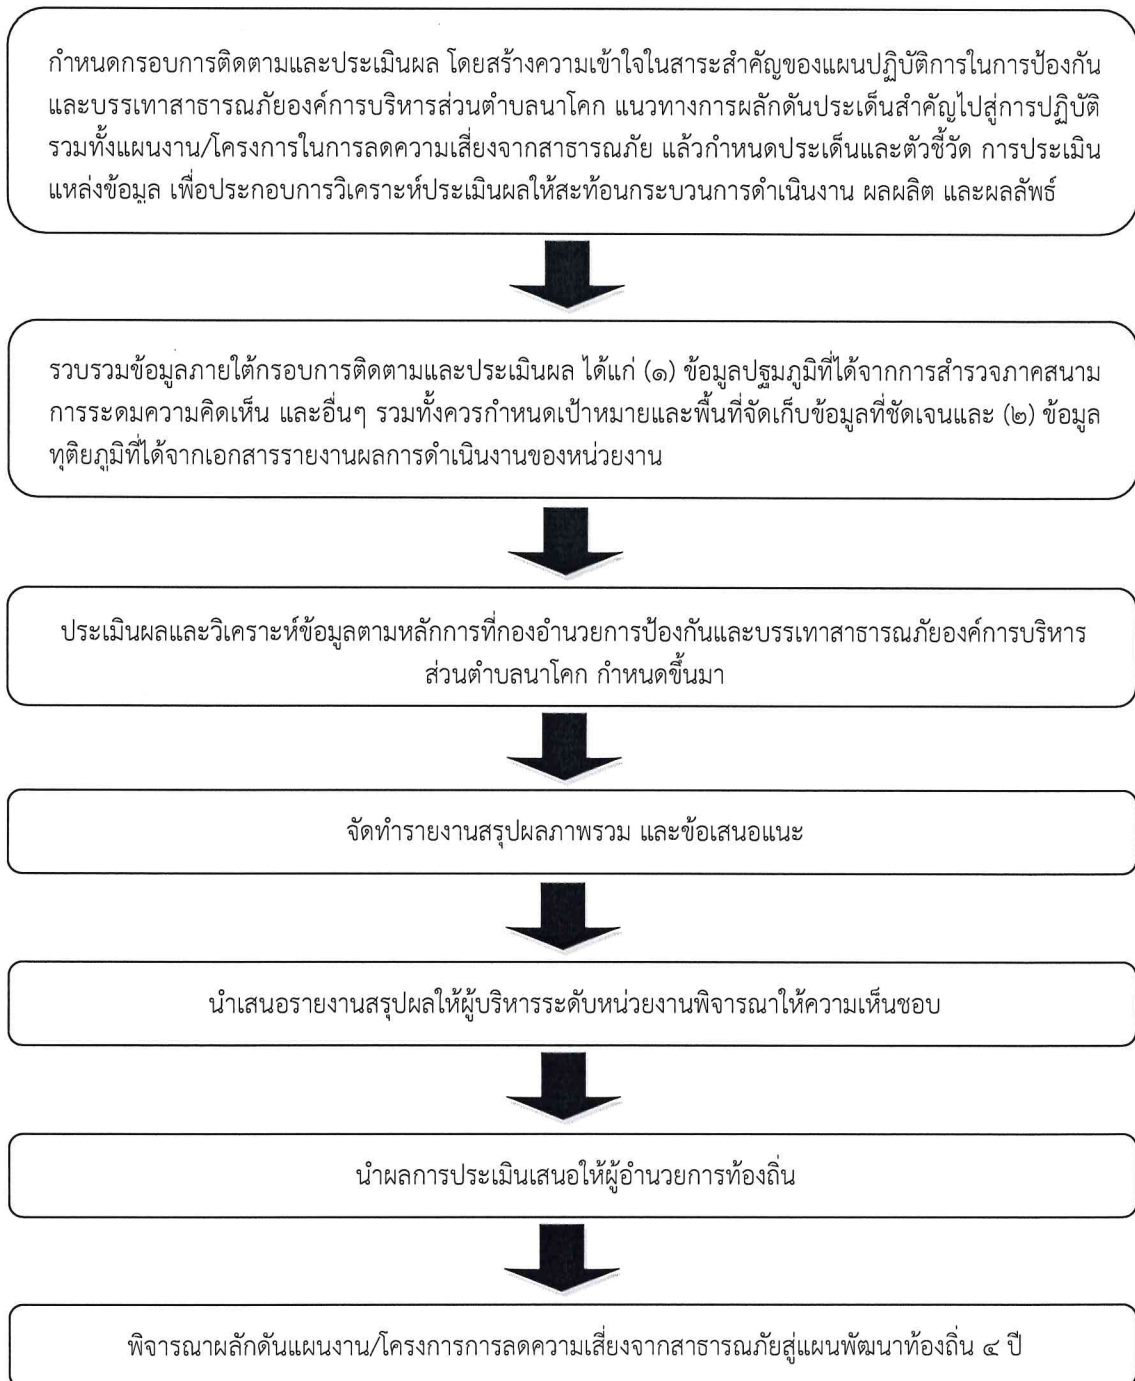 กำหนดกรอบการติดตามและประเมินผล โดยสร้างความเข้าใจในสาระสำคัญของแผนปฏิบัติการในการป้องกัน
และบรรเทาสาธารณภัยองค์การบริหารส่วนตำบลนาโคก แนวทางการผลักดันประเด็นสำคัญไปสู่การปฏิบัติ
รวมทั้งแผนงาน/โครงการในการลดความเสี่ยงจากสาธารณภัย แล้วกำหนดประเด็นและตัวชี้วัด การประเมิน
แหล่งข้อมูล เพื่อประกอบการวิเคราะห์ประเมินผลให้สะท้อนกระบวนการดำเนินงาน ผลผลิต และผลลัพธ์
รวบรวมข้อมูลภายใต้กรอบการติดตามและประเมินผล ได้แก่ (๑) ข้อมูลปฐมภูมิที่ได้จากการสำรวจภาคสนาม
การระดมความคิดเห็น และอื่นๆ รวมทั้งควรกำหนดเป้าหมายและพื้นที่จัดเก็บข้อมูลที่ชัดเจนและ (๒) ข้อมูล
ทุติยภูมิที่ได้จากเอกสารรายงานผลการดำเนินงานของหน่วยงาน
ประเมินผลและวิเคราะห์ข้อมูลตามหลักการที่กองอำนวยการป้องกันและบรรเทาสาธารณภัยองค์การบริหาร
ส่วนตำบลนาโคก กำหนดขึ้นมา
จัดทำรายงานสรุปผลภาพรวม และข้อเสนอแนะ
นำเสนอรายงานสรุปผลให้ผู้บริหารระดับหน่วยงานพิจารณาให้ความเห็นชอบ
นำผลการประเมินเสนอให้ผู้อำนวยการท้องถิ่น
พิจารณาผลักดันแผนงาน/โครงการการลดความเสี่ยงจากสาธารณภัยสู่แผนพัฒนาท้องถิ่น ๔ ปี